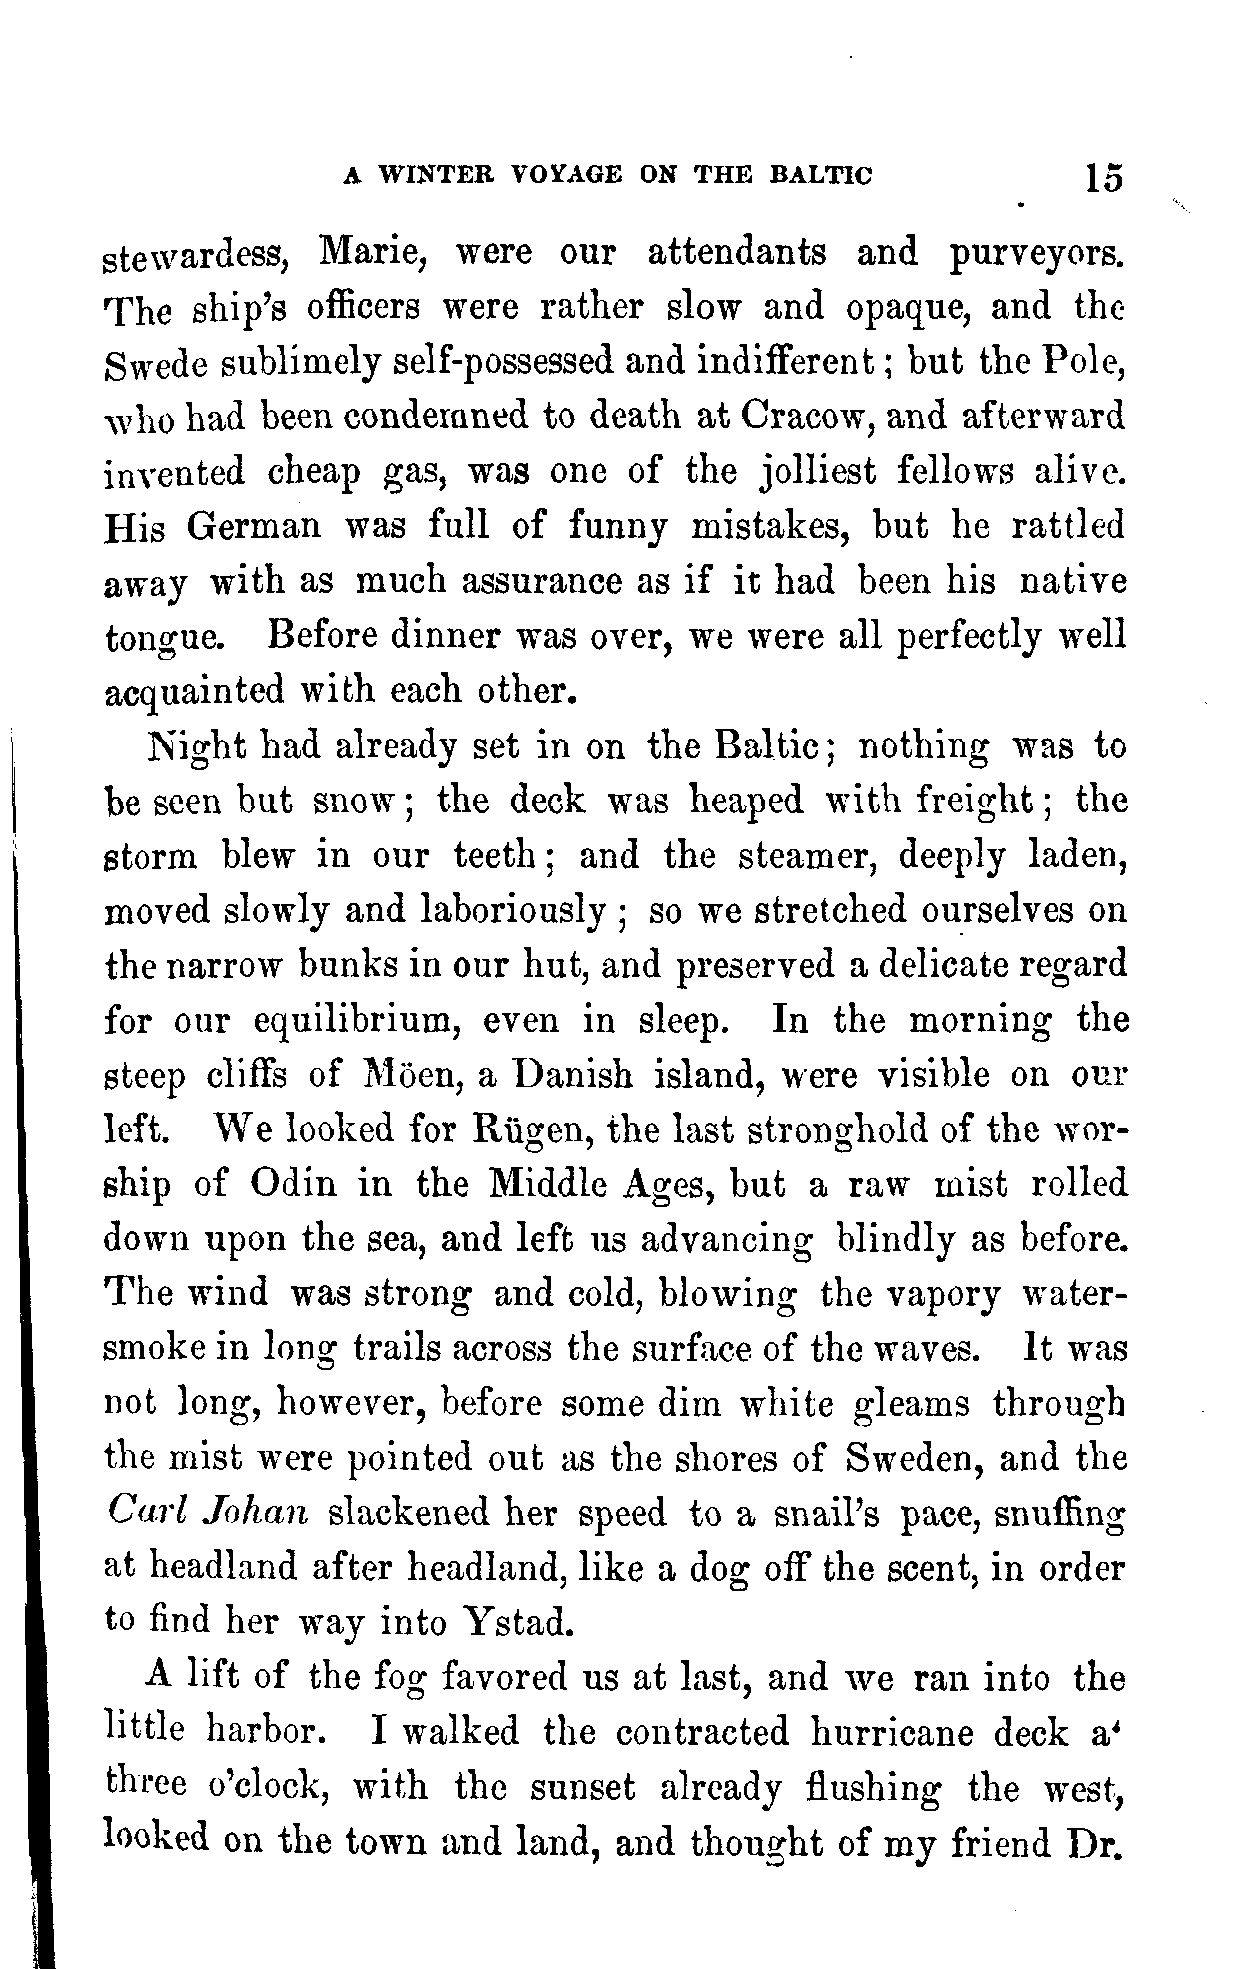 A WINTER VOYAGE ON THE BALTIC 15
stewardess, Marie, were our attendants and purveyors.
The ship's officers were rather slow and opaque, and the
Swede sublimely self-possessed and indifferent ; but the Pole,
who had been condemned to death at Cracow, and afterward
invented cheap gas, was one of the jolliest fellows alive.
His German was full of funny mistakes, but he rattled
away with as much assurance as if it had been his native
tongue. Before dinner was over, we were all perfectly well
acquainted with each other.
Night had already set in on the Baltic; nothing was to
be seen but snow ; the deck was heaped with freight ; the
storm blew in our teeth ; and the steamer, deeply laden,
moved slowly and laboriously ; so we stretched ourselves on
the narrow bunks in our hut, and preserved a delicate regard
for our equilibrium, even in sleep. In the morning the
steep cliffs of Möen, a Danish island, were visible on our
left. We looked for Rügen, the last stronghold of the wor-
ship of Odin in the Middle Ages, but a raw mist rolled
down upon the sea, and left us advancing blindly as before.
The wind was strong and cold, blowing the vapory water-
smoke in long trails across the surface of the waves. It was
not long, however, before some dim white gleams through
the mist were pointed out as the shores of Sweden, and the
Carl Johan slackened her speed to a snail's pace, snuffing
at headland after headland, like a dog off the scent, in order
to find her way into Ystad.
A lift of the fog favored us at last, and we ran into the
little harbor. I walked the contracted hurricane deck at
three o'clock, with the sunset already flushing the west,
looked on the town and land, and thought of my friend Dr.